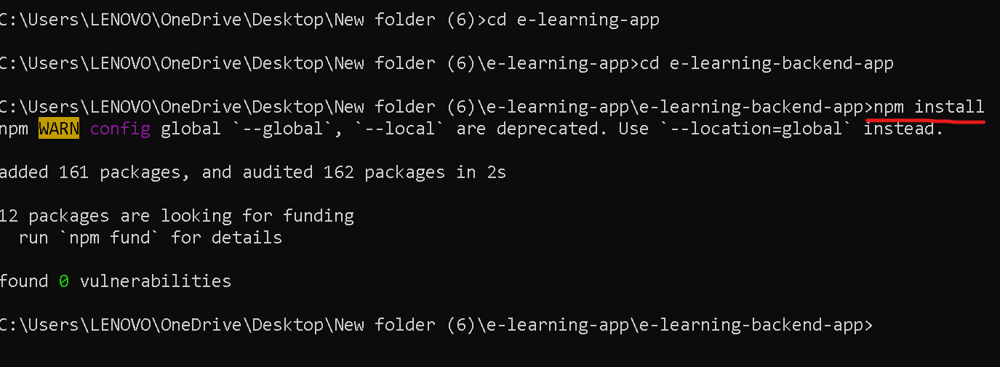 C:\Users\LENOVO\OneDrive\Desktop\New folder (6)>cd e-learning-app
C:\Users\LENOVO\OneDrive\Desktop\New folder (6)\e-learning-app>cd e-learning-backend-app
C:\Users\LENOVO\OneDrive\Desktop\New folder (6)\e-learning-app\e-learning-backend-app>npm install
npm WARN config global `--global`, `--local` are deprecated. Use `--location=global` instead.
added 161 packages, and audited 162 packages in 2s
12 packages are looking for funding
  run `npm fund` for details
found 0 vulnerabilities
C:\Users\LENOVO\OneDrive\Desktop\New folder (6)\e-learning-app\e-learning-backend-app>